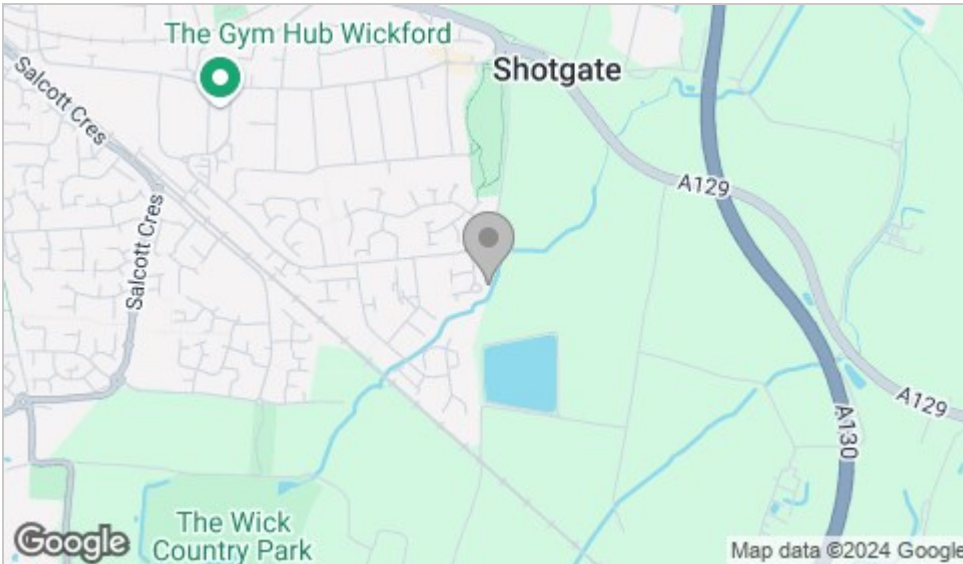 The Gym Hub Wickford
Shotgate
Salcott Cres
A129
Salcott Cres
A129
A130
The Wick
Country Park
Google
Map data ©2024 Google